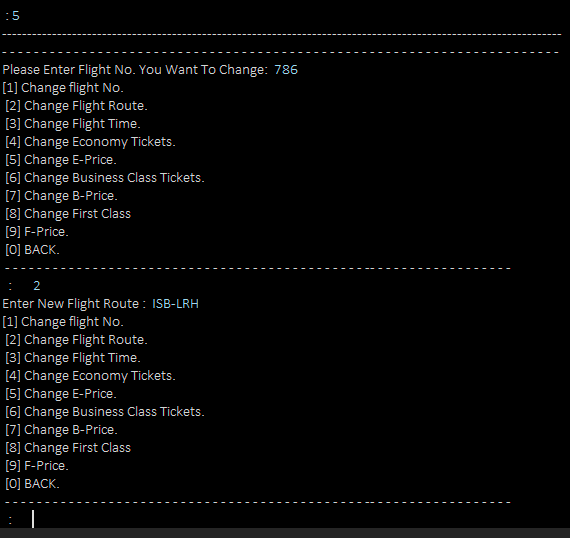 : 5
--------------------------------------------------------------------------------------------------------------
- - - - - - - - - - - - - - - - - - - - - - - - - - - - - - - - - - - - - - - - - - - - - - - - - - - - - - - - - - - - - - - - - - - -
Please Enter Flight No. You Want To Change: 786
[1] Change flight No.
[2] Change Flight Route.
[3] Change Flight Time.
[4] Change Economy Tickets.
[5] Change E-Price.
[6] Change Business Class Tickets.
[7] Change B-Price.
[8] Change First Class
[9] F-Price.
[0] BACK.
- - - - - - - - - - - - - - - - - - - - - - - - - - - - - - - - - - - - - - - - - - - - - - - -- - - - - - - - - - - - - - - - - -
: 2
Enter New Flight Route : ISB-LRH
[1] Change flight No.
[2] Change Flight Route.
[3] Change Flight Time.
[4] Change Economy Tickets.
[5] Change E-Price.
[6] Change Business Class Tickets.
[7] Change B-Price.
[8] Change First Class
[9] F-Price.
[0] BACK.
- - - - - - - - - - - - - - - - - - - - - - - - - - - - - - - - - - - - - - - - - - - - - - - -- - - - - - - - - - - - - - - - - -
: